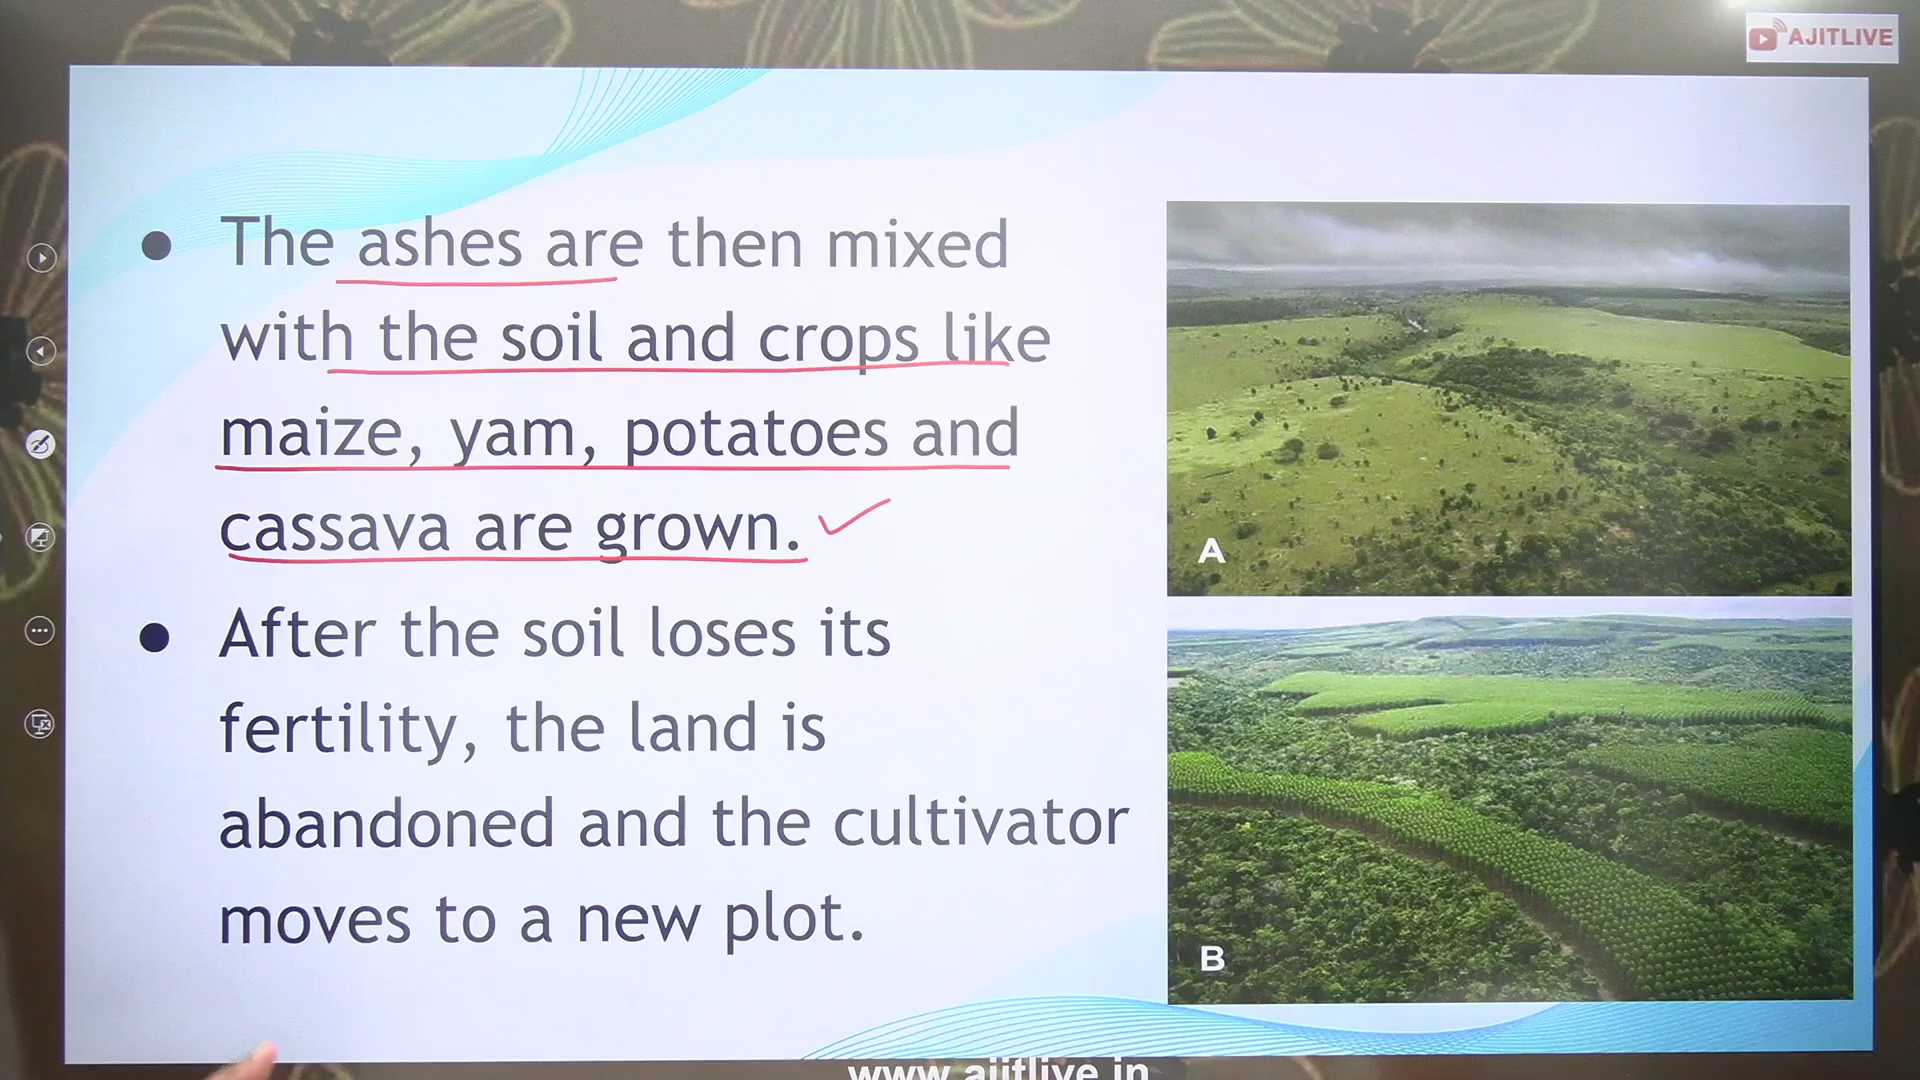 AJITLIVE
● The ashes are then mixed
with the soil and crops like
maize, yam, potatoes and
cassava are grown.
● After the soil loses its
fertility, the land is
abandoned and the cultivator
moves to a new plot.
A
B
www.ajitlive.in